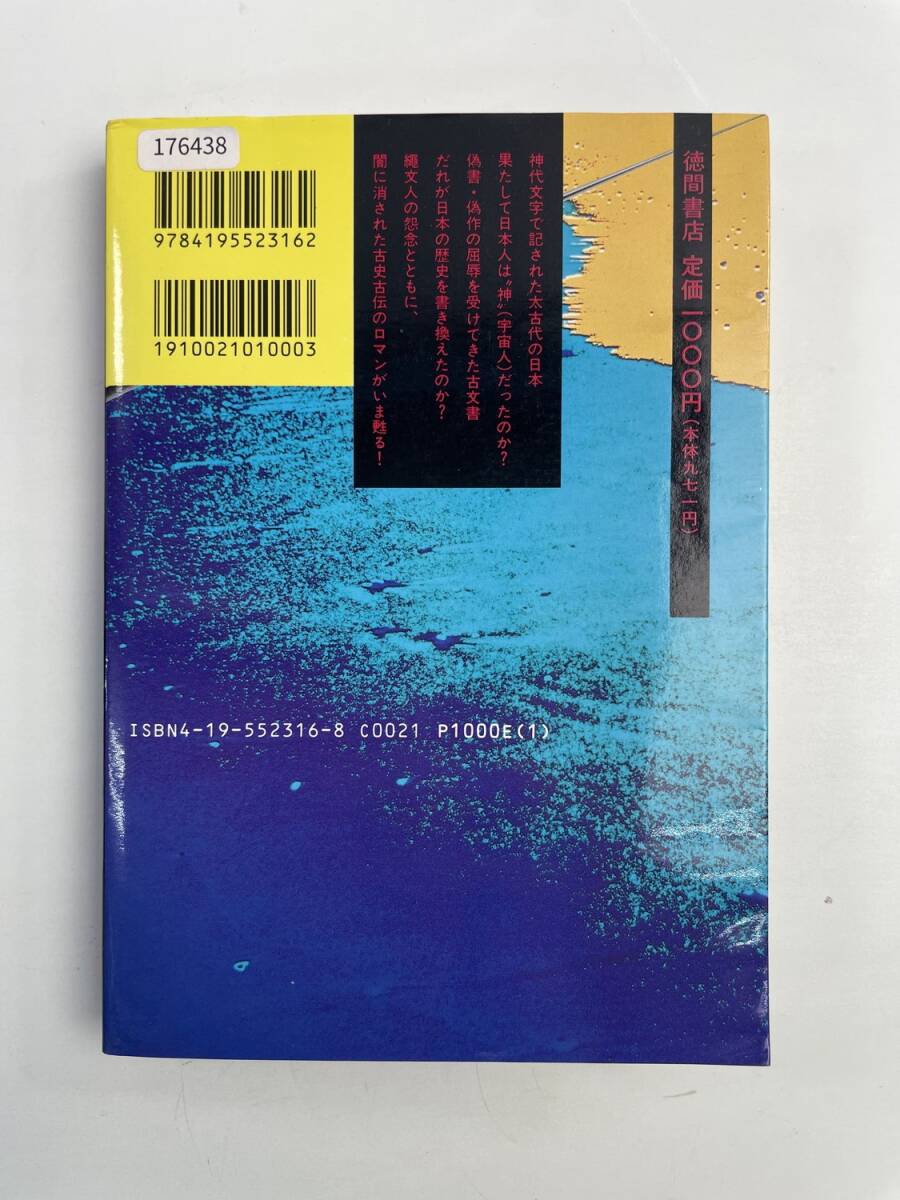 176438
9784195523162
1910021010003
神代文字で記された太古代の日本
果たして日本人は“神”(宇宙人)だったのか?
偽書・偽作の屈辱を受けてきた古文書
だれが日本の歴史を書き換えたのか?
縄文人の怨念とともに、
闇に消された古史古伝のロマンがいま甦る!
徳間書店 定価一〇〇〇円(本体九七一円)
ISBN4-19-552316-8 C0021 P1000E(1)